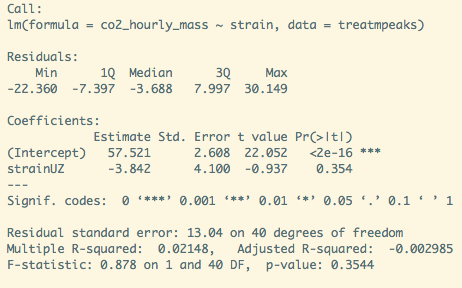 Call:
lm(formula = co2_hourly_mass ~ strain, data = treatmpeaks)
Residuals:
Min 1Q Median 3Q Max
-22.360 -7.397 -3.688 7.997 30.149
Coefficients:
Estimate Std. Error t value Pr(>|t|)
(Intercept) 57.521 2.608 22.052 <2e-16 ***
strainUZ -3.842 4.100 -0.937 0.354
---
Signif. codes: 0 ‘***’ 0.001 ‘**’ 0.01 ‘*’ 0.05 ‘.’ 0.1 ‘ ’ 1
Residual standard error: 13.04 on 40 degrees of freedom
Multiple R-squared: 0.02148, Adjusted R-squared: -0.002985
F-statistic: 0.878 on 1 and 40 DF, p-value: 0.3544